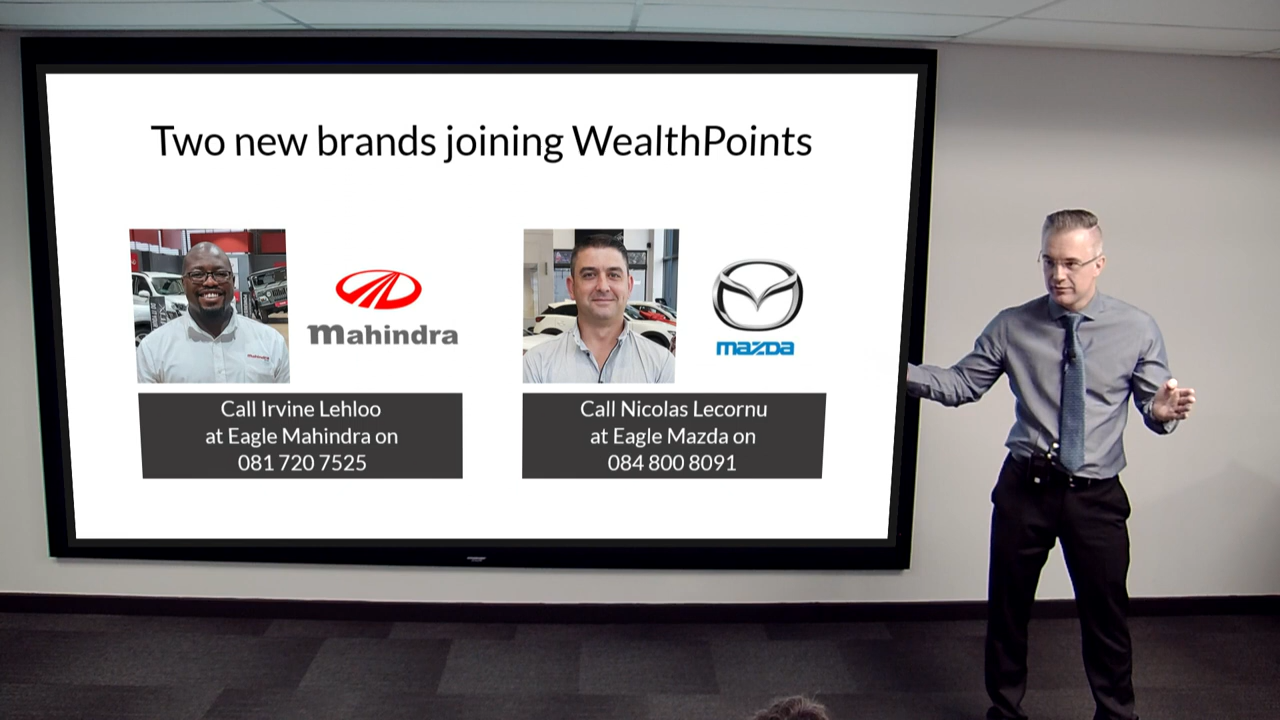 Two new brands joining WealthPoints
mahindra
mazda
Call Irvine Lehloo
at Eagle Mahindra on
081 720 7525
Call Nicolas Lecornu
at Eagle Mazda on
084 800 8091